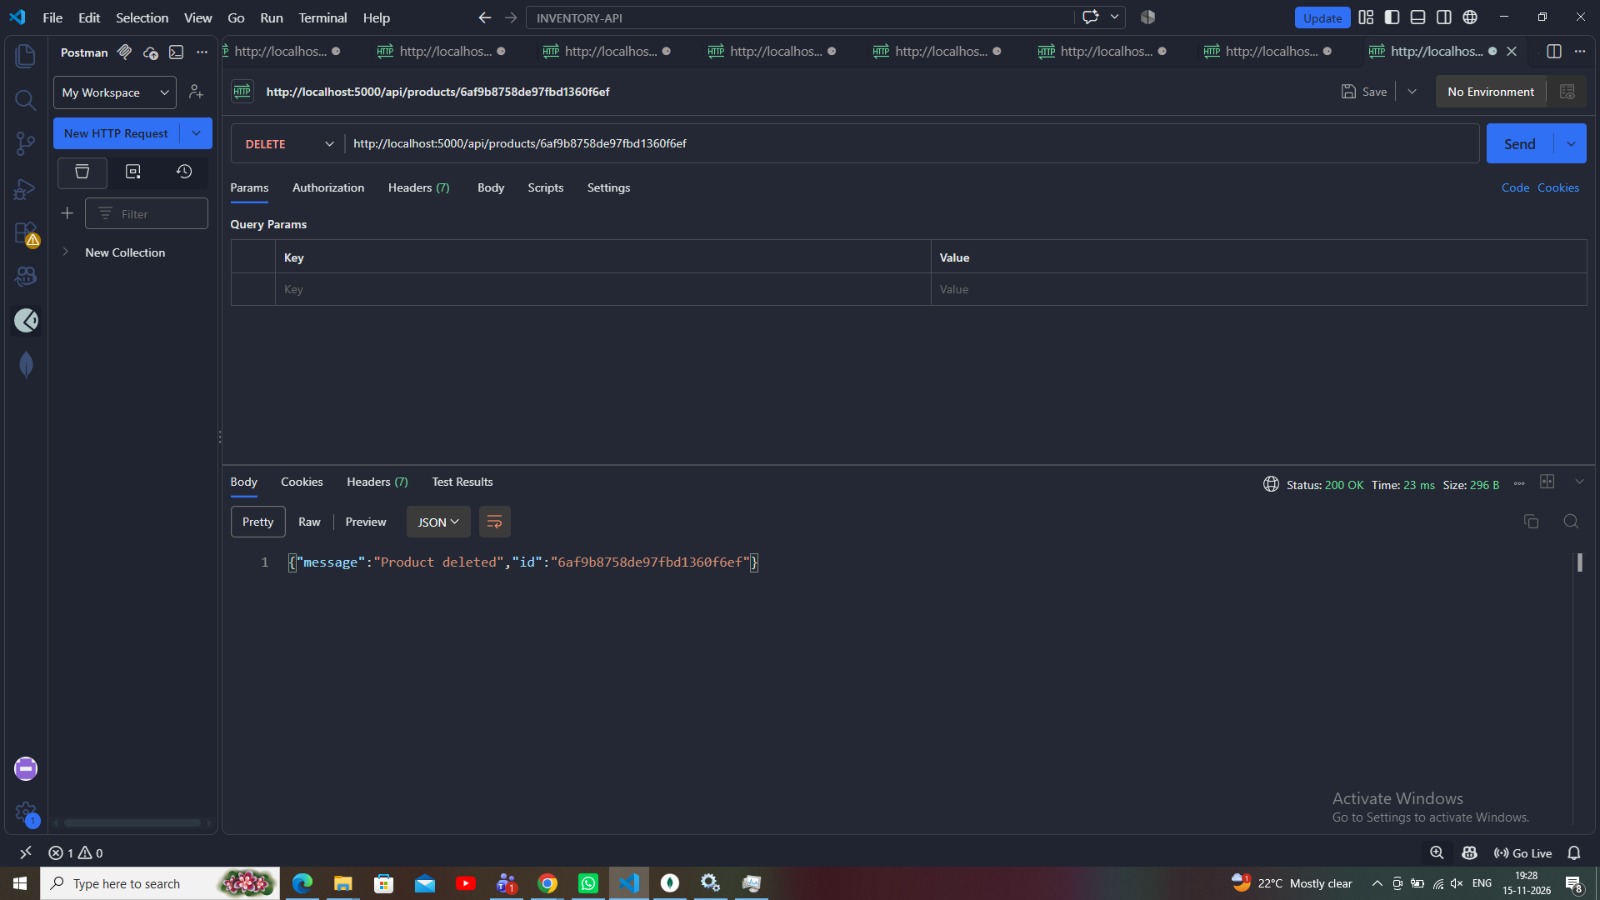 File Edit Selection View Go Run Terminal Help
INVENTORY-API
Update
Postman
http://localhos... http://localhos... http://localhos... http://localhos... http://localhos... http://localhos... http://localhos... http://localhos...
My Workspace
HTTP http://localhost:5000/api/products/6af9b8758de97fbd1360f6ef
Save
No Environment
New HTTP Request
DELETE http://localhost:5000/api/products/6af9b8758de97fbd1360f6ef
Send
Params Authorization Headers (7) Body Scripts Settings
Code Cookies
Filter
Query Params
New Collection
Key Value
Key Value
Body Cookies Headers (7) Test Results
Status: 200 OK Time: 23 ms Size: 296 B
Pretty Raw Preview JSON
1 {"message":"Product deleted","id":"6af9b8758de97fbd1360f6ef"}
Activate Windows
Go to Settings to activate Windows.
1
1 0
Go Live
Type here to search
1
22°C Mostly clear
ENG
19:28
15-11-2026
8